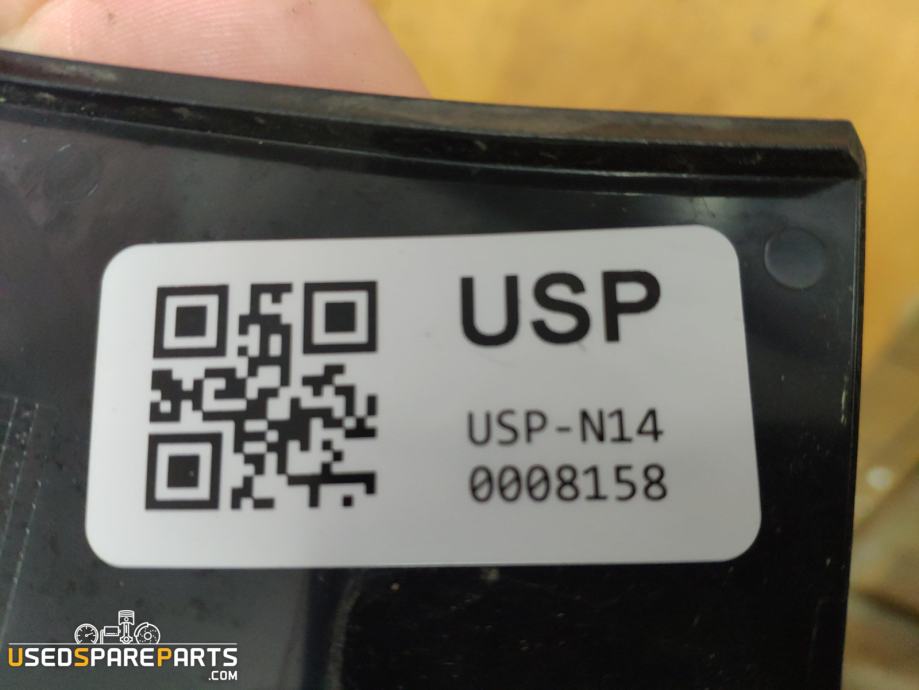 USP
USP-N14
0008158
USEDSPAREPARTS
.COM